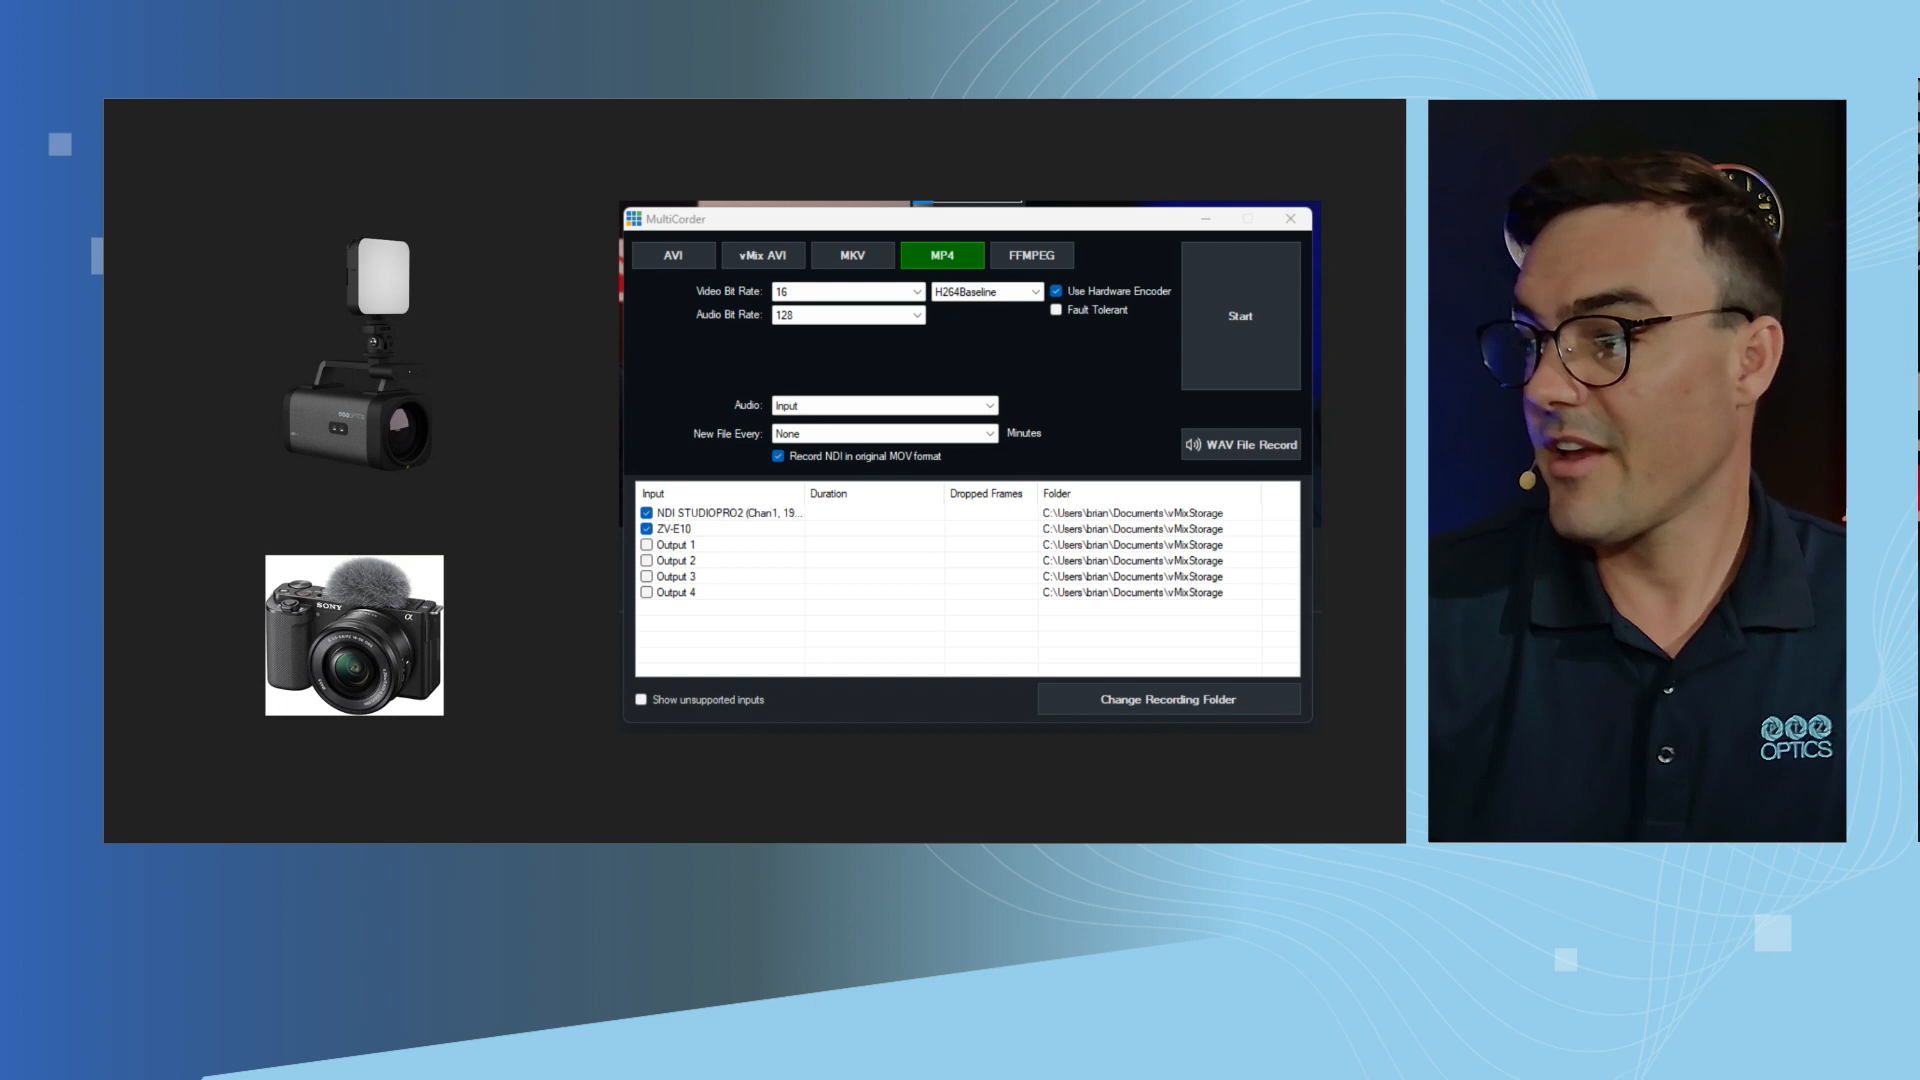 MultiCorder
AVI
vMix AVI
MKV
MP4
FFMPEG
Start
Video Bit Rate:
16
H264Baseline
Use Hardware Encoder
Audio Bit Rate:
128
Fault Tolerant
Audio:
Input
New File Every:
None
Minutes
WAV File Record
Record NDI in original MOV format
Input
Duration
Dropped Frames
Folder
NDI STUDIOPRO2 (Chan1, 19...
C:\Users\brian\Documents\vMixStorage
ZV-E10
C:\Users\brian\Documents\vMixStorage
Output 1
C:\Users\brian\Documents\vMixStorage
Output 2
C:\Users\brian\Documents\vMixStorage
Output 3
C:\Users\brian\Documents\vMixStorage
Output 4
C:\Users\brian\Documents\vMixStorage
Show unsupported inputs
Change Recording Folder
SONY
α
PTZ
OPTICS